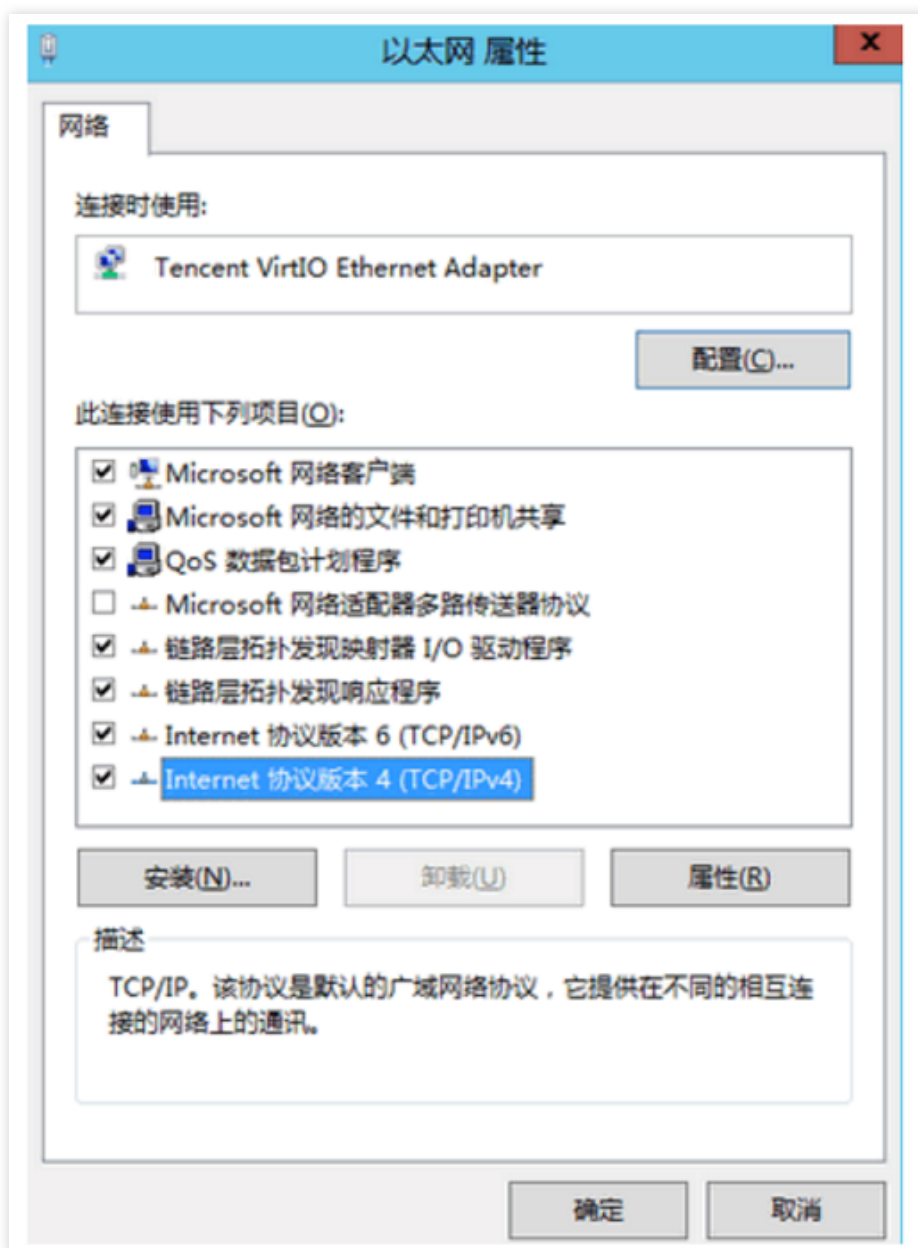 以太网 属性
x
网络
连接时使用:
Tencent VirtIO Ethernet Adapter
配置(C)...
此连接使用下列项目(O):
Microsoft 网络客户端
Microsoft 网络的文件和打印机共享
QoS 数据包计划程序
Microsoft 网络适配器多路传送器协议
链路层拓扑发现映射器 I/O 驱动程序
链路层拓扑发现响应程序
Internet 协议版本 6 (TCP/IPv6)
Internet 协议版本 4 (TCP/IPv4)
安装(N)... 卸载(U) 属性(R)
描述
TCP/IP。该协议是默认的广域网络协议，它提供在不同的相互连
接的网络上的通讯。
确定 取消